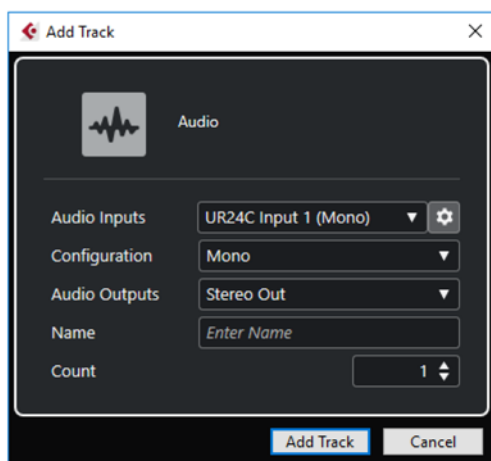 Add Track
Audio
Audio Inputs UR24C Input 1 (Mono)
Configuration Mono
Audio Outputs Stereo Out
Name Enter Name
Count 1
Add Track Cancel